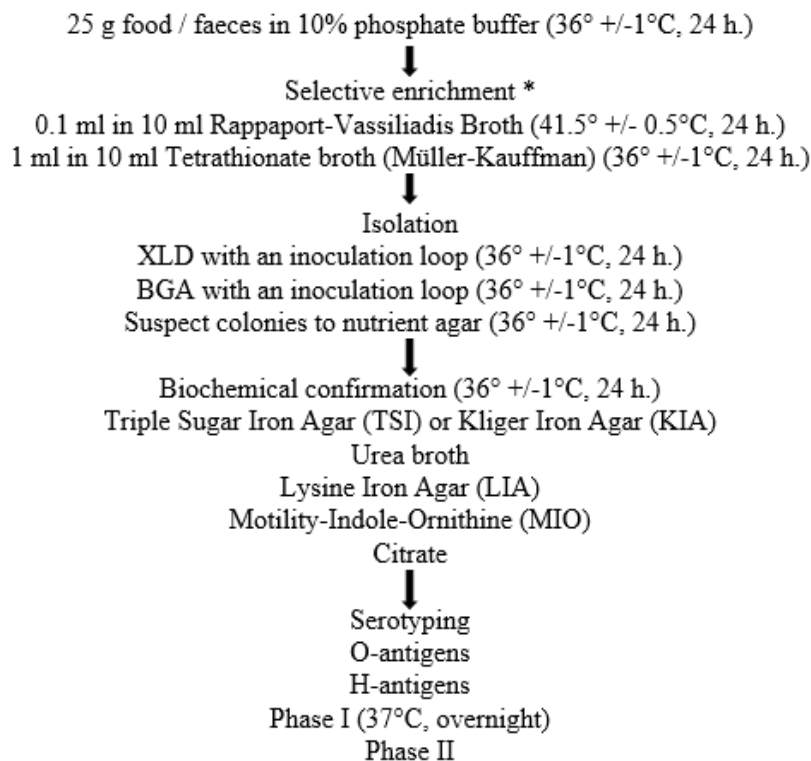 25 g food / faeces in 10% phosphate buffer (36° +/-1°C, 24 h.)
Selective enrichment *
0.1 ml in 10 ml Rappaport-Vassiliadis Broth (41.5° +/- 0.5°C, 24 h.)
1 ml in 10 ml Tetrathionate broth (Müller-Kauffman) (36° +/-1°C, 24 h.)
Isolation
XLD with an inoculation loop (36° +/-1°C, 24 h.)
BGA with an inoculation loop (36° +/-1°C, 24 h.)
Suspect colonies to nutrient agar (36° +/-1°C, 24 h.)
Biochemical confirmation (36° +/-1°C, 24 h.)
Triple Sugar Iron Agar (TSI) or Kliger Iron Agar (KIA)
Urea broth
Lysine Iron Agar (LIA)
Motility-Indole-Ornithine (MIO)
Citrate
Serotyping
O-antigens
H-antigens
Phase I (37°C, overnight)
Phase II